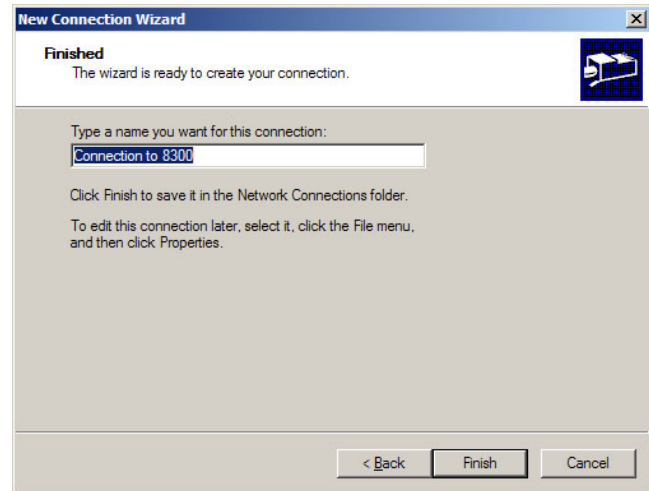 New Connection Wizard
Finished
The wizard is ready to create your connection.
Type a name you want for this connection:
Connection to 8300
Click Finish to save it in the Network Connections folder.
To edit this connection later, select it, click the File menu,
and then click Properties.
< Back Finish Cancel